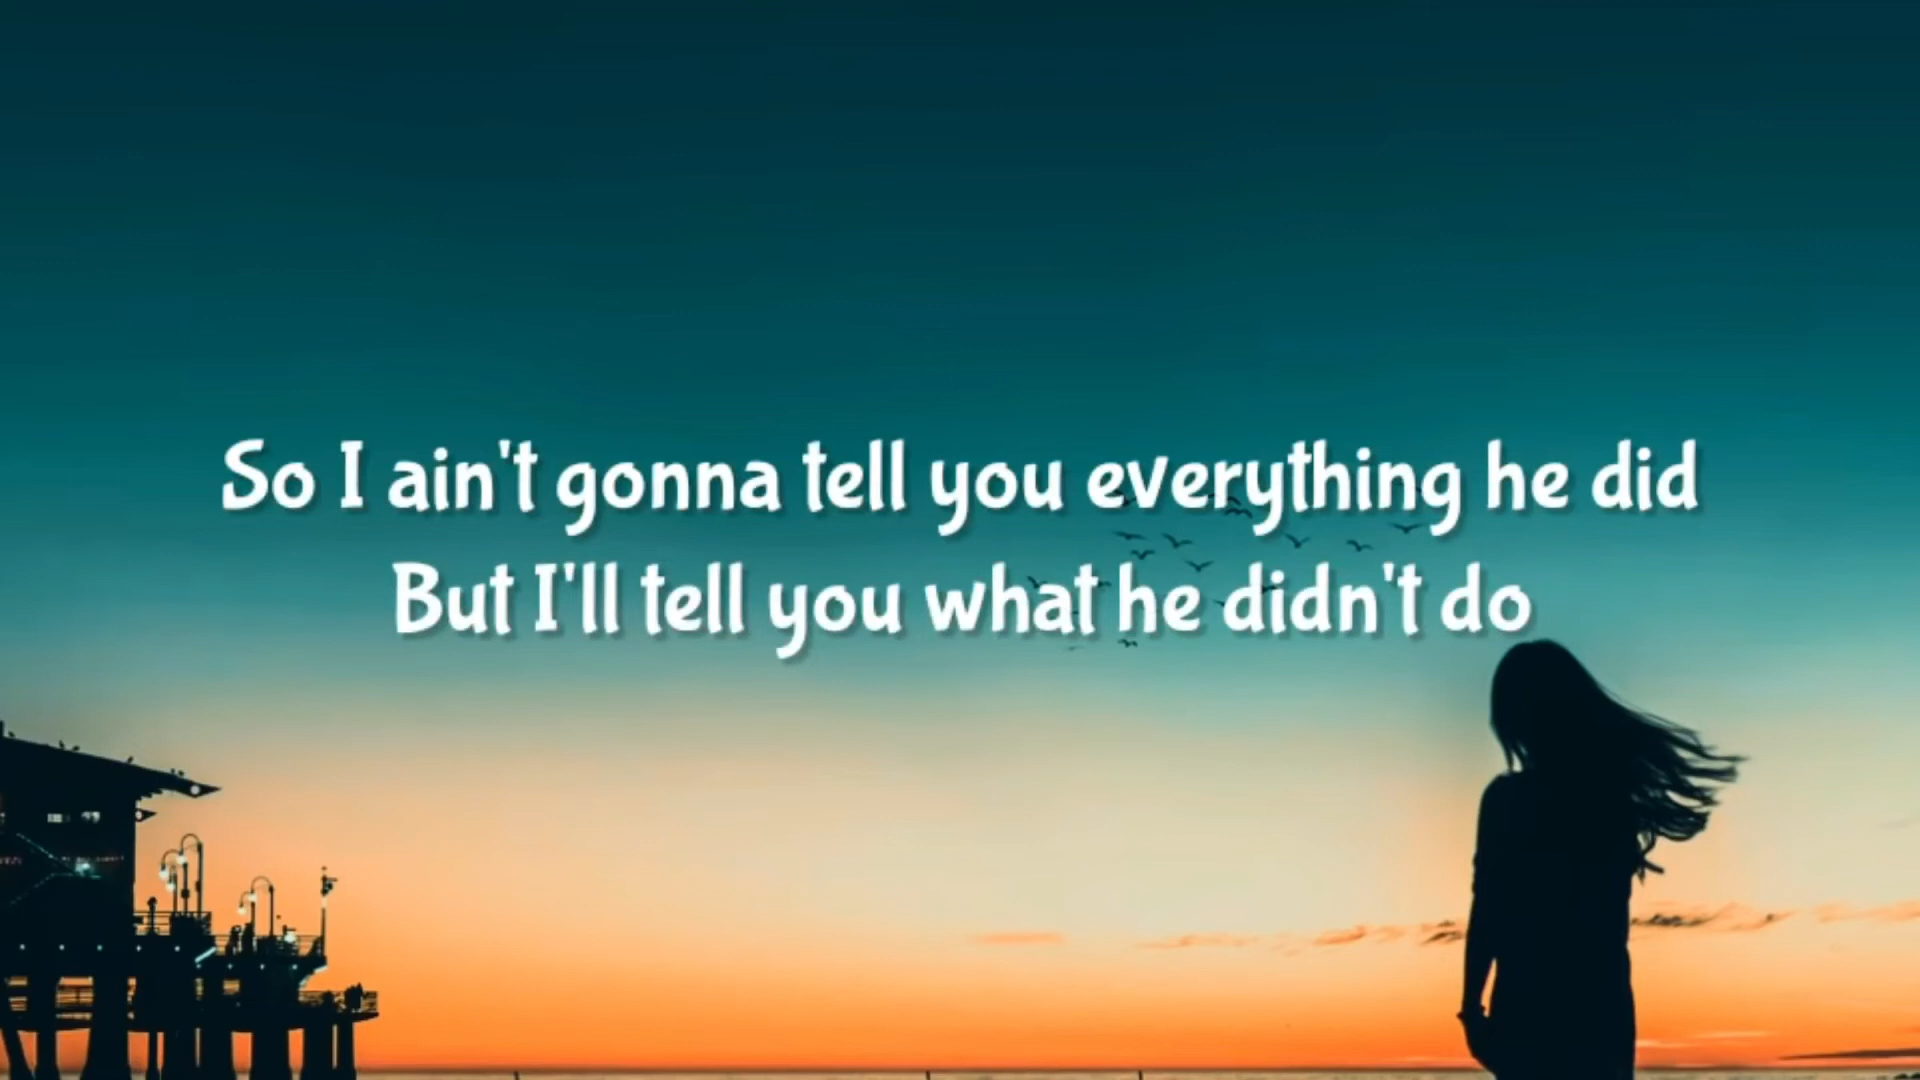 So I ain't gonna tell you everything he did
But I'll tell you what he didn't do